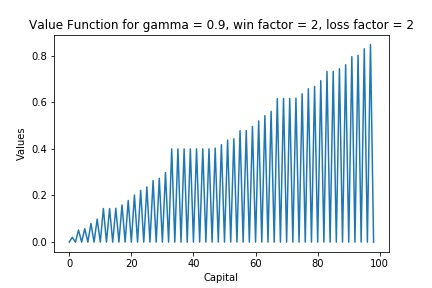 Value Function for gamma = 0.9, win factor = 2, loss factor = 2
0.8
0.6
0.4
0.2
0.0
Values
0 20 40 60 80 100
Capital